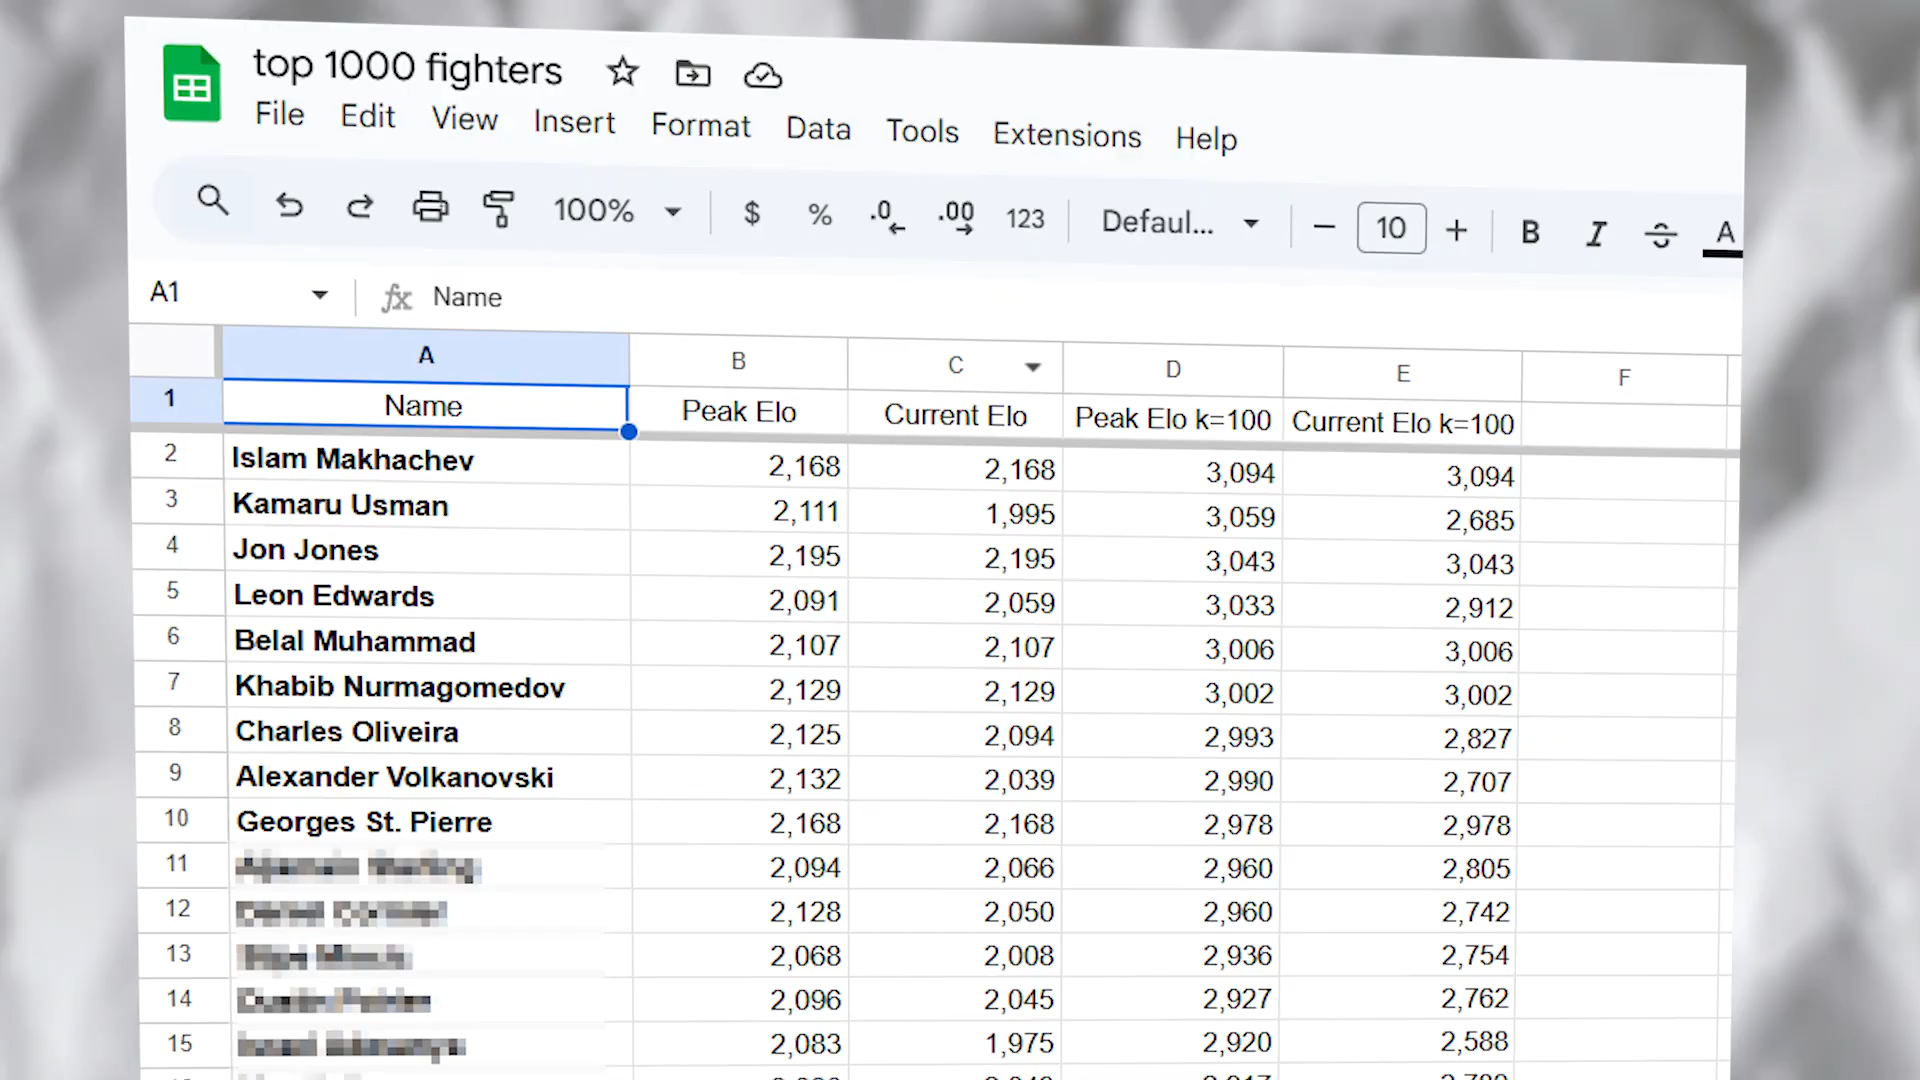 top 1000 fighters
File Edit View Insert Format Data Tools Extensions Help
100% $ % .0 .00 123 Defaul... − 10 + B I S A
A1 fx Name
A B C D E F
1 Name Peak Elo Current Elo Peak Elo k=100 Current Elo k=100
2 Islam Makhachev 2,168 2,168 3,094 3,094
3 Kamaru Usman 2,111 1,995 3,059 2,685
4 Jon Jones 2,195 2,195 3,043 3,043
5 Leon Edwards 2,091 2,059 3,033 2,912
6 Belal Muhammad 2,107 2,107 3,006 3,006
7 Khabib Nurmagomedov 2,129 2,129 3,002 3,002
8 Charles Oliveira 2,125 2,094 2,993 2,827
9 Alexander Volkanovski 2,132 2,039 2,990 2,707
10 Georges St. Pierre 2,168 2,168 2,978 2,978
11 2,094 2,066 2,960 2,805
12 2,128 2,050 2,960 2,742
13 2,068 2,008 2,936 2,754
14 2,096 2,045 2,927 2,762
15 2,083 1,975 2,920 2,588